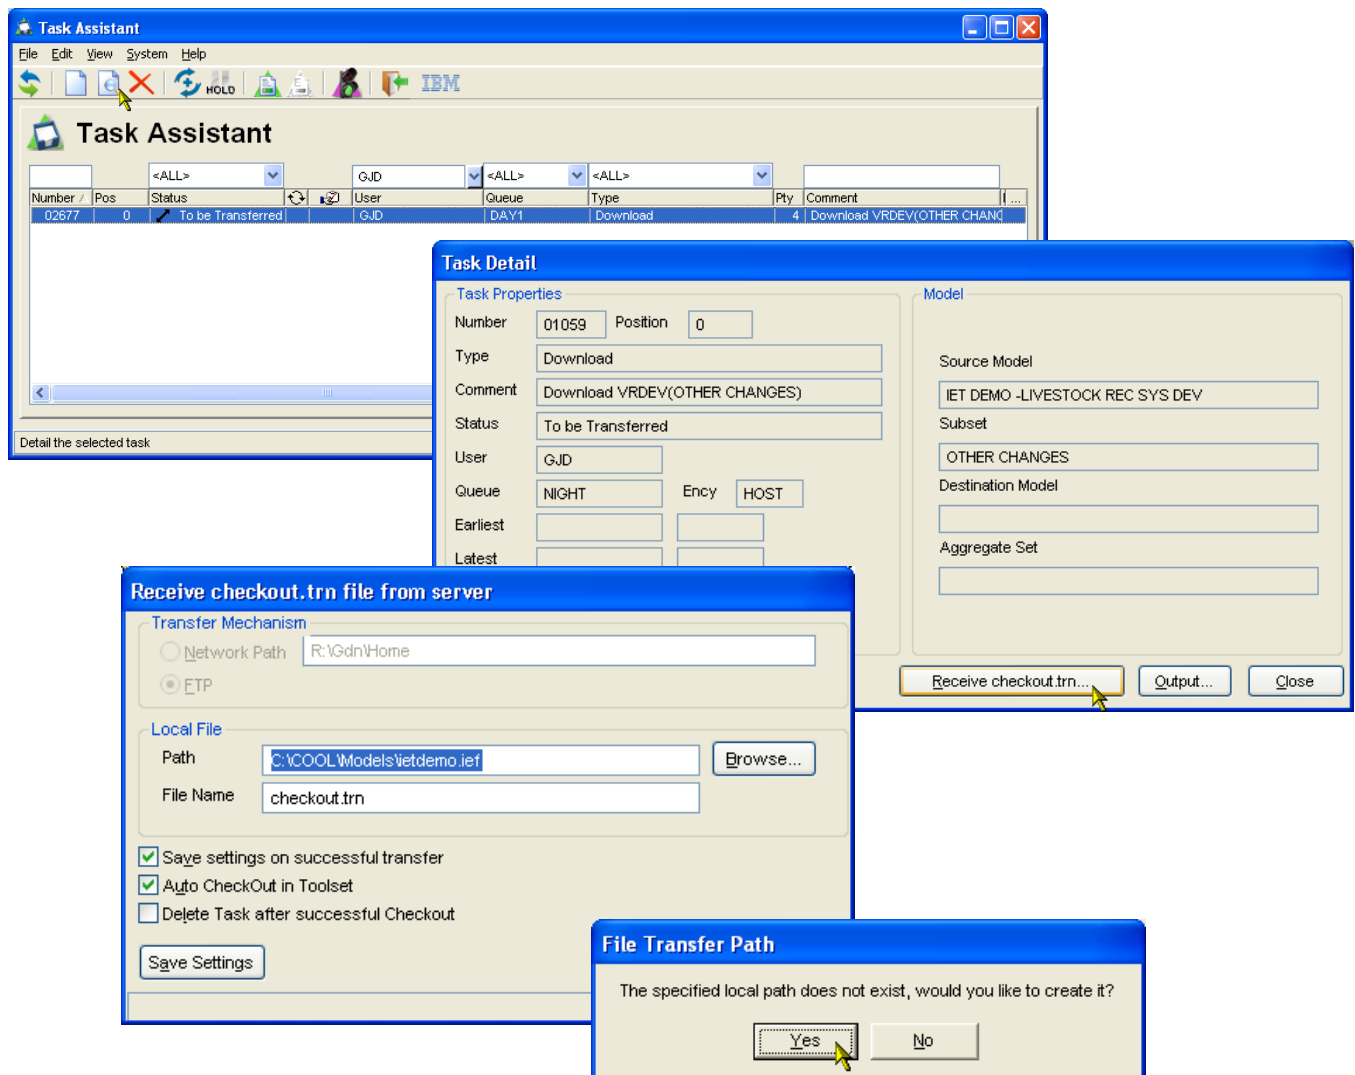 Task Assistant
File Edit View System Help
HOLD IBM
Task Assistant
<ALL> GJD <ALL> <ALL>
Number Pos Status User Queue Type Pty Comment ...
02677 0 To be Transferred GJD DAY1 Download 4 Download VRDEV(OTHER CHANG
Detail the selected task
Task Detail
Task Properties
Number 01059 Position 0
Type Download
Comment Download VRDEV(OTHER CHANGES)
Status To be Transferred
User GJD
Queue NIGHT Ency HOST
Earliest
Latest
Model
Source Model
IET DEMO -LIVESTOCK REC SYS DEV
Subset
OTHER CHANGES
Destination Model
Aggregate Set
Receive checkout.trn... Output... Close
Receive checkout.trn file from server
Transfer Mechanism
Network Path R:\Gdn\Home
FTP
Local File
Path C:\COOL\Models\ietdemo.ief Browse...
File Name checkout.trn
Save settings on successful transfer
Auto CheckOut in Toolset
Delete Task after successful Checkout
Save Settings
File Transfer Path
The specified local path does not exist, would you like to create it?
Yes No